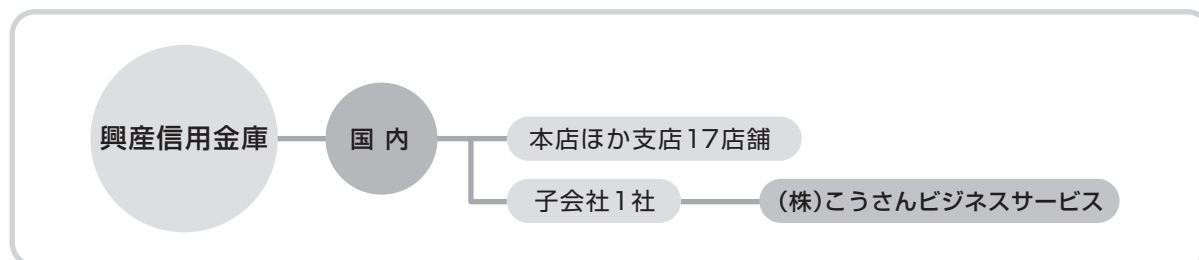 興産信用金庫
国内
本店ほか支店17店舗
子会社1社
(株)こうさんビジネスサービス